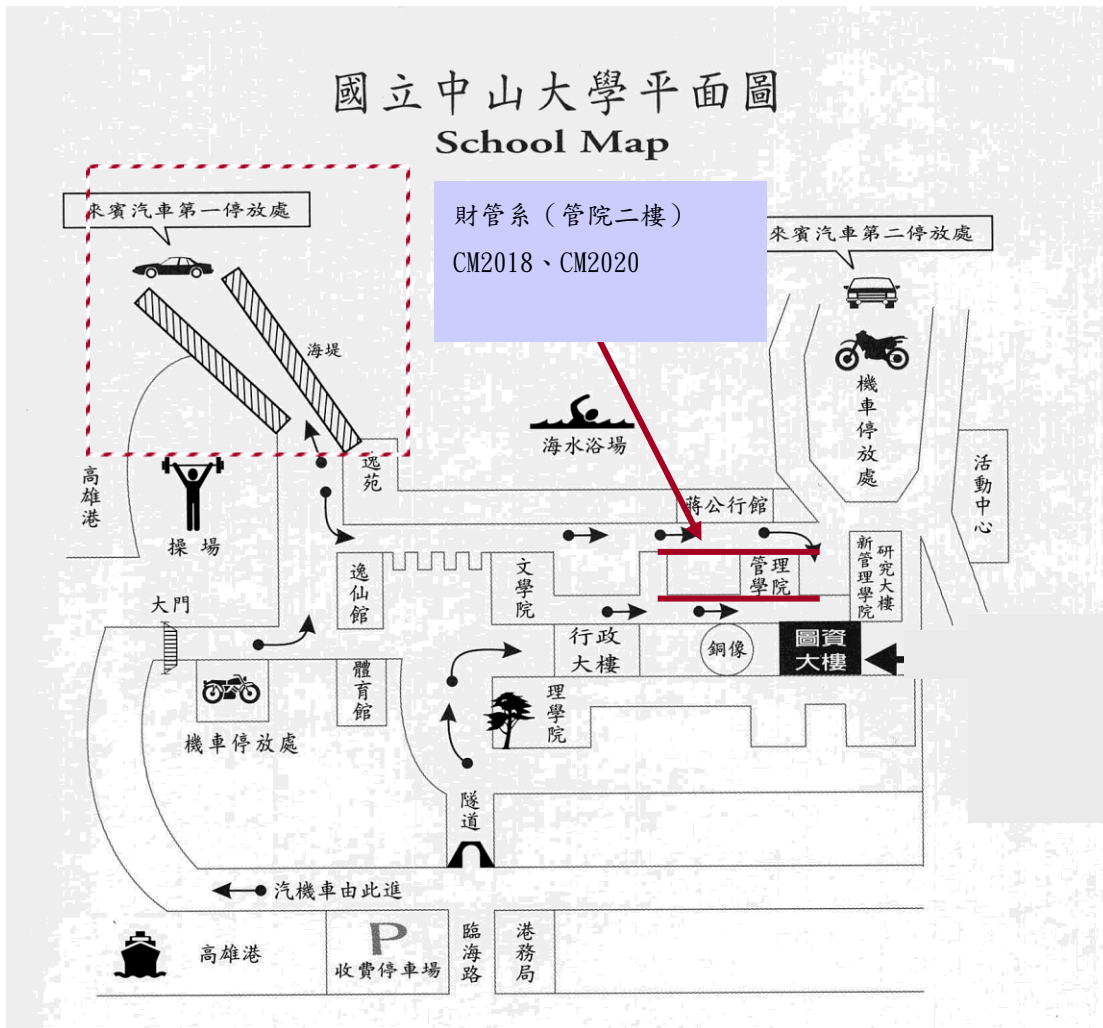 國立中山大學平面圖
School Map
來賓汽車第一停放處
財管系（管院二樓）
CM2018、CM2020
來賓汽車第二停放處
海堤
機車停放處
海水浴場
逸苑
高雄港
活動中心
蔣公行館
操場
逸仙館
文學院
管理
學院
新管理學院
研究大樓
大門
行政
大樓
銅像
圖資
大樓
體育館
理學院
機車停放處
隧道
汽機車由此進
高雄港
P
收費停車場
臨海路
港務局